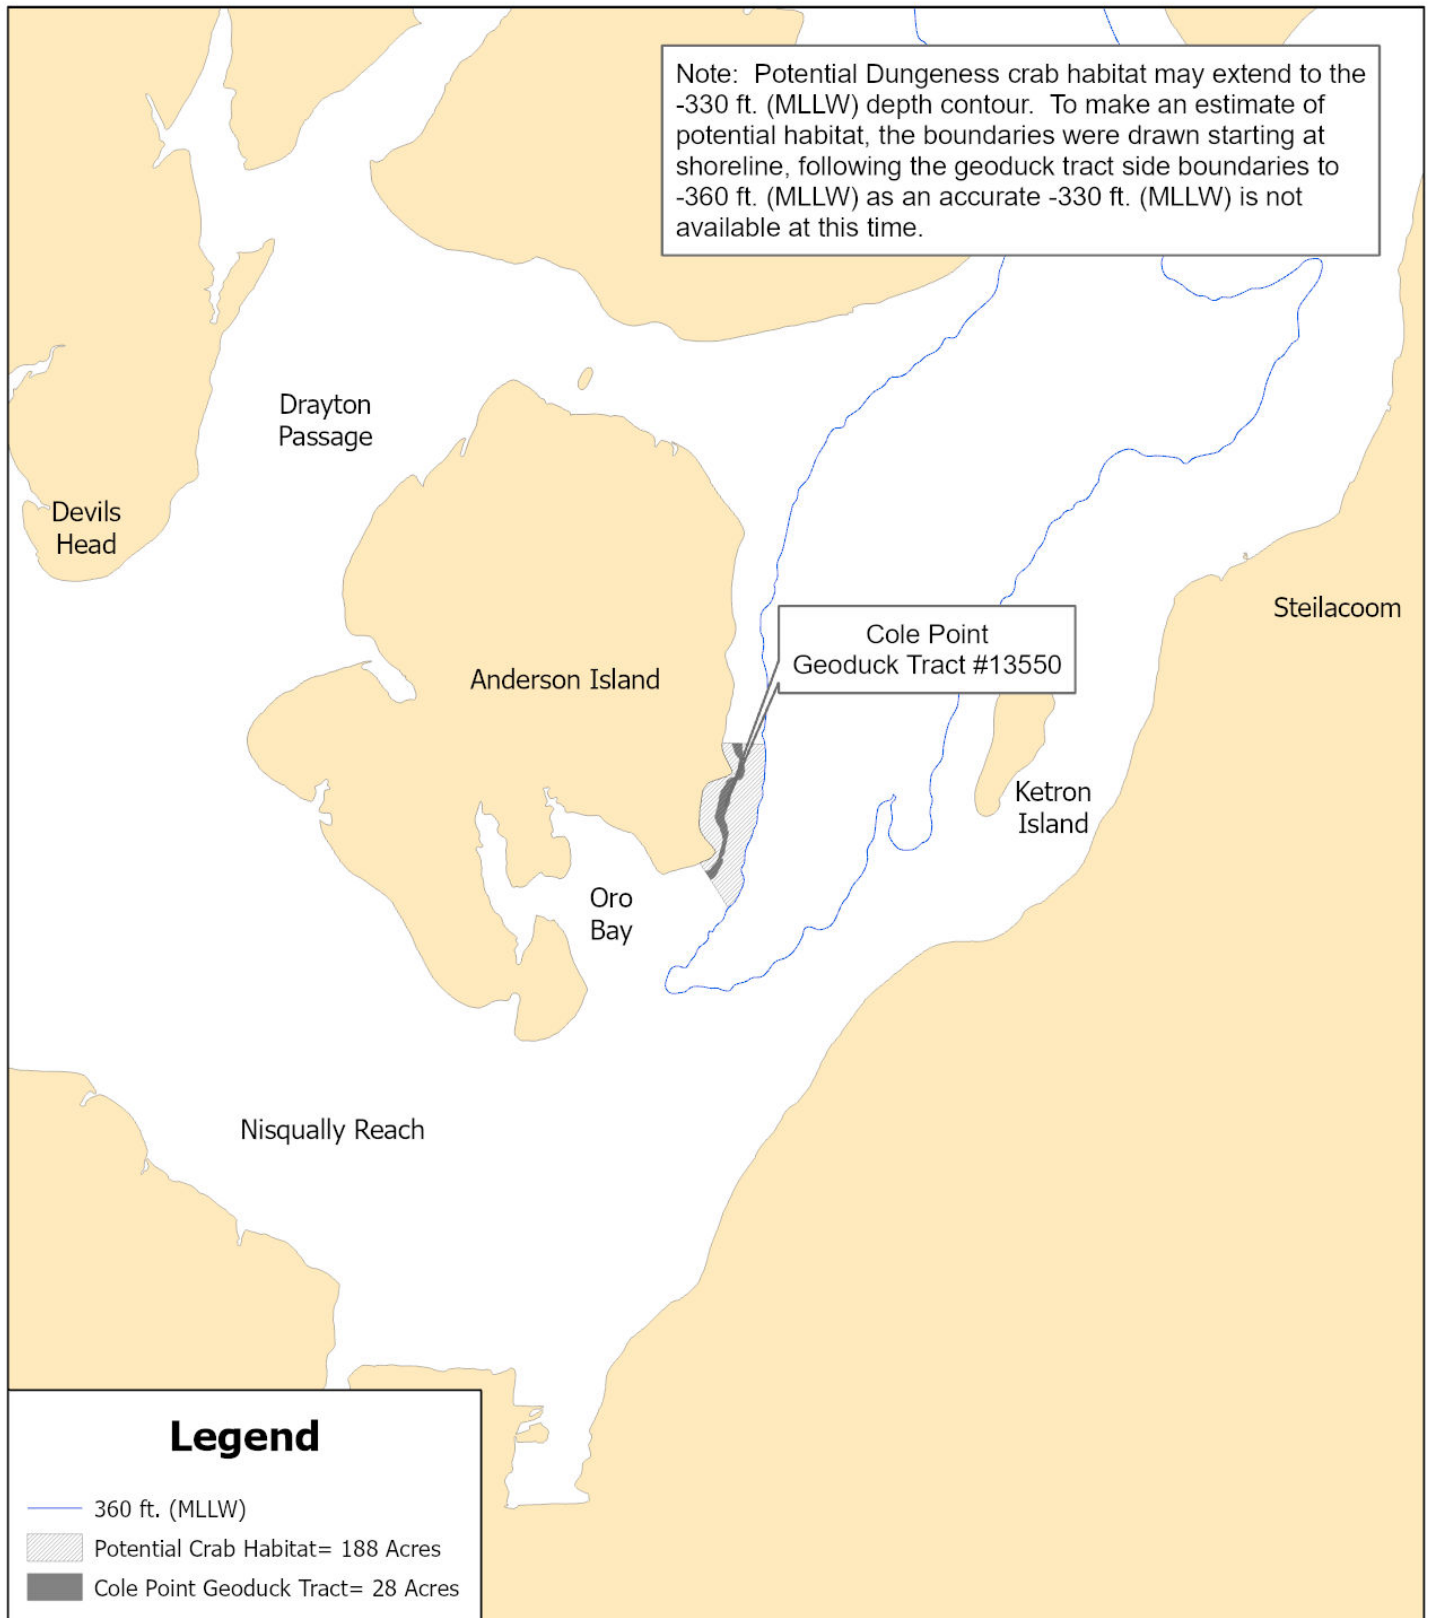 Note:  Potential Dungeness crab habitat may extend to the
-330 ft. (MLLW) depth contour.  To make an estimate of
potential habitat, the boundaries were drawn starting at
shoreline, following the geoduck tract side boundaries to
-360 ft. (MLLW) as an accurate -330 ft. (MLLW) is not
available at this time.
Drayton
Passage
Devils
Head
Steilacoom
Cole Point
Geoduck Tract #13550
Anderson Island
Ketron
Island
Oro
Bay
Nisqually Reach
Legend
360 ft. (MLLW)
Potential Crab Habitat= 188 Acres
Cole Point Geoduck Tract= 28 Acres